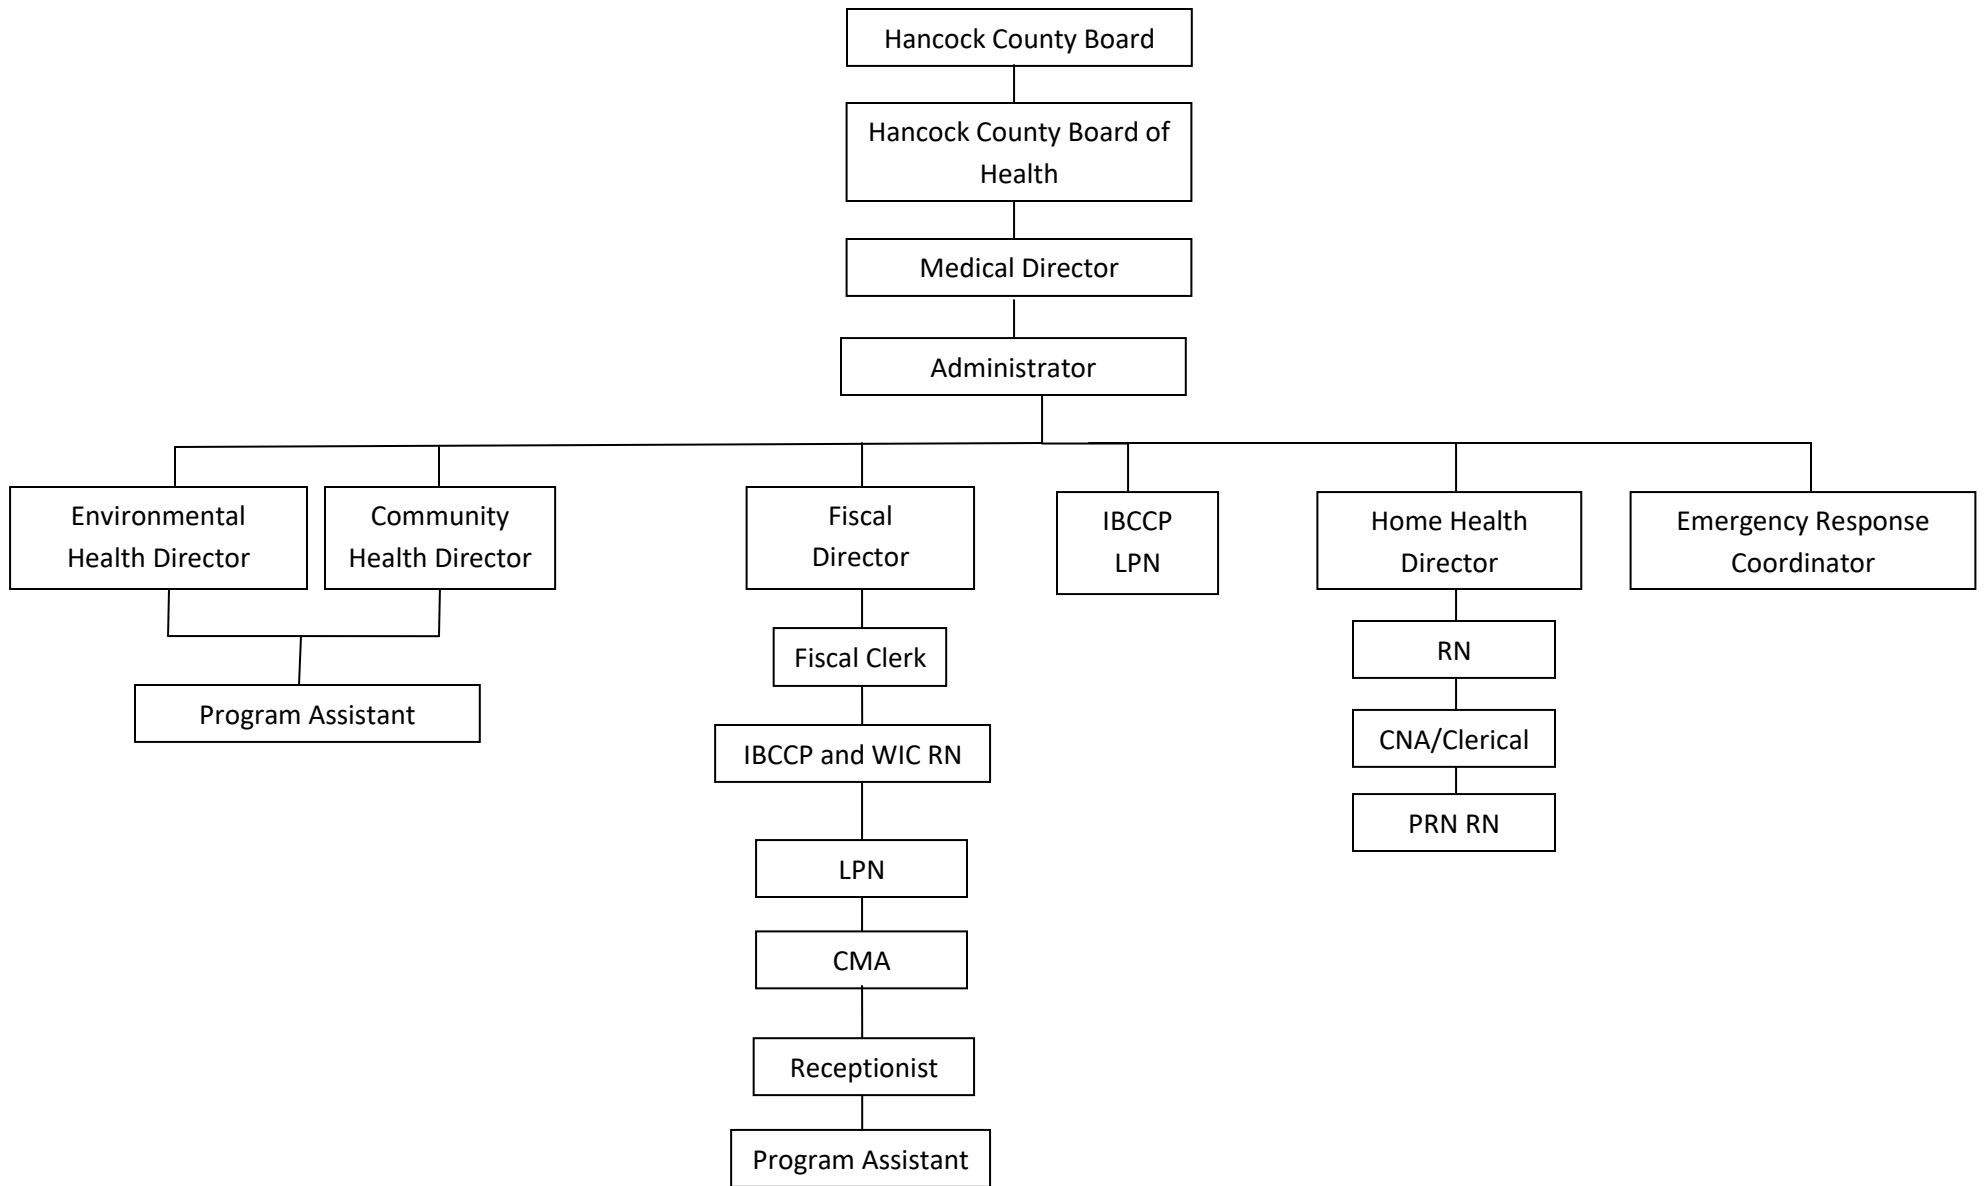 Hancock County Board
Hancock County Board of
Health
Medical Director
Administrator
Environmental
Health Director
Community
Health Director
Fiscal
Director
IBCCP
LPN
Home Health
Director
Emergency Response
Coordinator
Program Assistant
Fiscal Clerk
IBCCP and WIC RN
LPN
CMA
Receptionist
Program Assistant
RN
CNA/Clerical
PRN RN